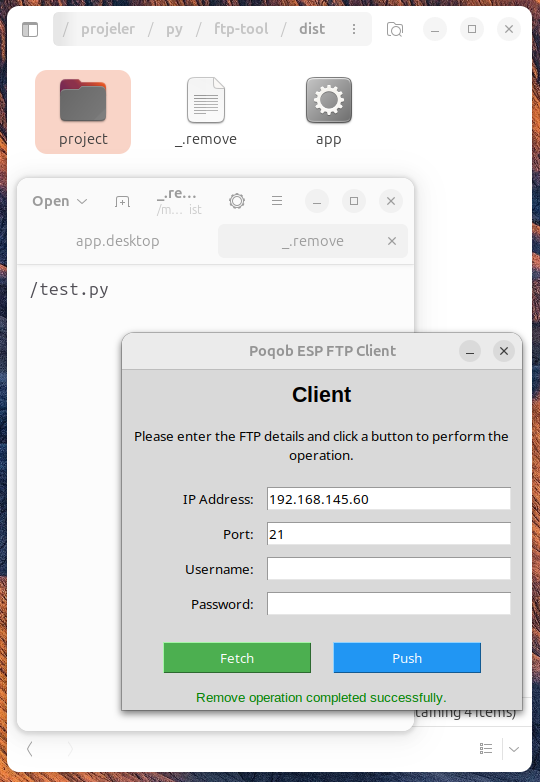 / projeler / py / ftp-tool / dist
project
_.remove
app
Open
_.re...
/m... ist
app.desktop
_.remove
/test.py
Poqob ESP FTP Client
Client
Please enter the FTP details and click a button to perform the
operation.
IP Address: 192.168.145.60
Port: 21
Username:
Password:
Fetch
Push
Remove operation completed successfully.
taining 4 items)